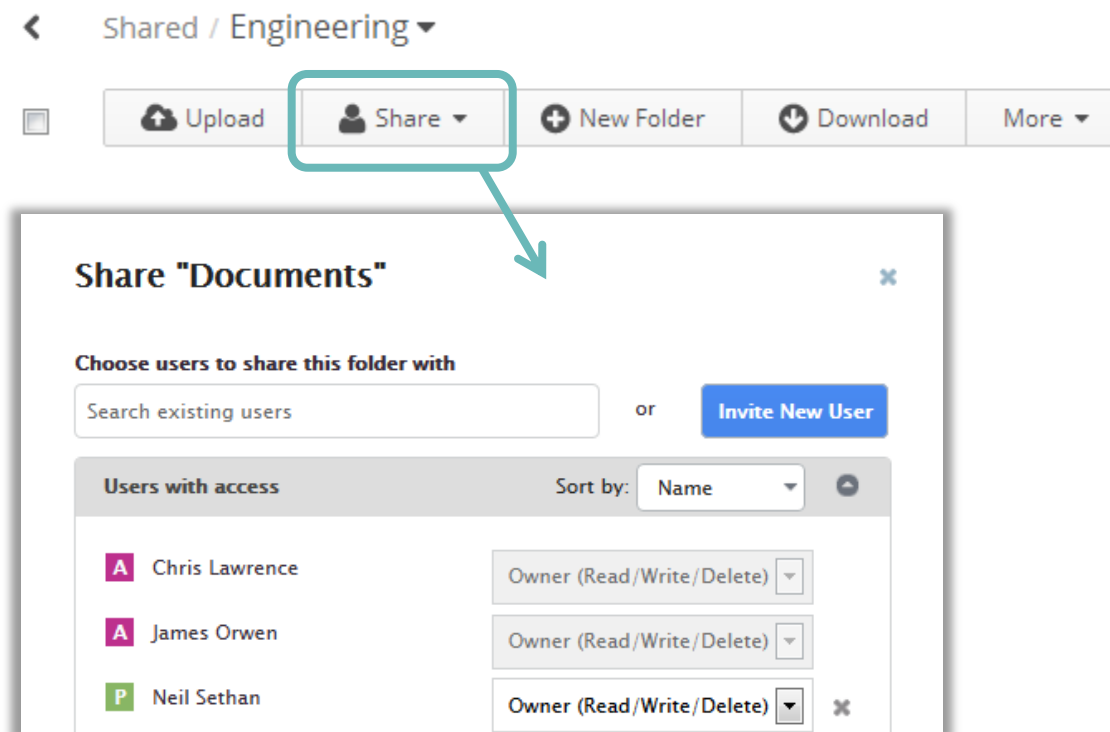 Shared / Engineering
Upload Share New Folder Download More
Share "Documents"
Choose users to share this folder with
Search existing users or Invite New User
Users with access Sort by: Name
A Chris Lawrence Owner (Read/Write/Delete)
A James Orwen Owner (Read/Write/Delete)
P Neil Sethan Owner (Read/Write/Delete)